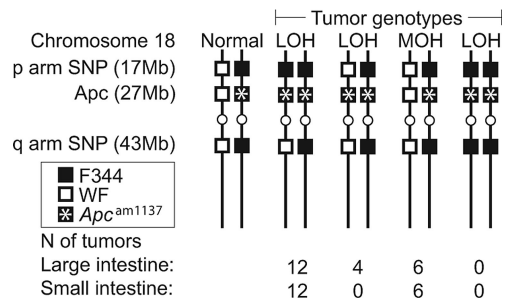 Tumor genotypes
Chromosome 18 Normal LOH LOH MOH LOH
p arm SNP (17Mb)
Apc (27Mb)
q arm SNP (43Mb)
F344
WF
Apc am1137
N of tumors
Large intestine: 12 4 6 0
Small intestine: 12 0 6 0